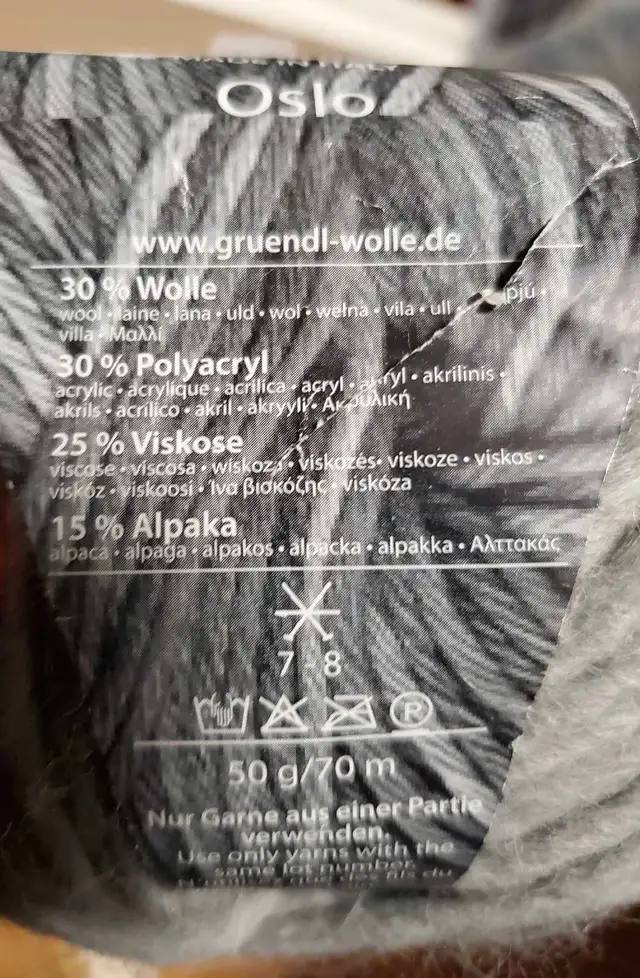 Oslo
www.gruendl-wolle.de
30 % Wolle
wool • laine • lana • uld • wol • wełna • vila • ull
villa • Μαλλί
30 % Polyacryl
acrylic • acrylique • acrílica • acryl • akrilinis •
akrils • acrilico • akril • akryyli •
25 % Viskose
viscose • viscosa • wiskoza • viskozės • viskoze • viskos •
viskóz • viskoosi • Ίνα βισκόζης • viskóza
15 % Alpaka
alpaca • alpaga • alpakos • alpacka • alpakka • Αλπακάς
7 - 8
50 g/70 m
Nur Garne aus einer Partie
verwenden.
Use only yarns with the
same lot number.